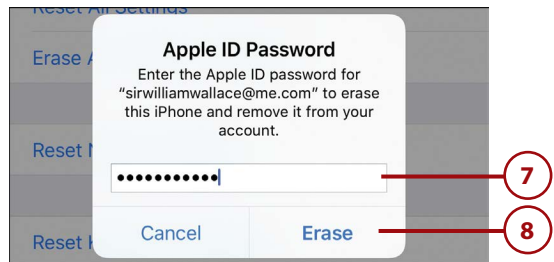 Reset All Settings
Erase A
Apple ID Password
Enter the Apple ID password for
“sirwilliamwallace@me.com” to erase
this iPhone and remove it from your
account.
Reset
•••••••••••
7
Cancel
Erase
8
Reset